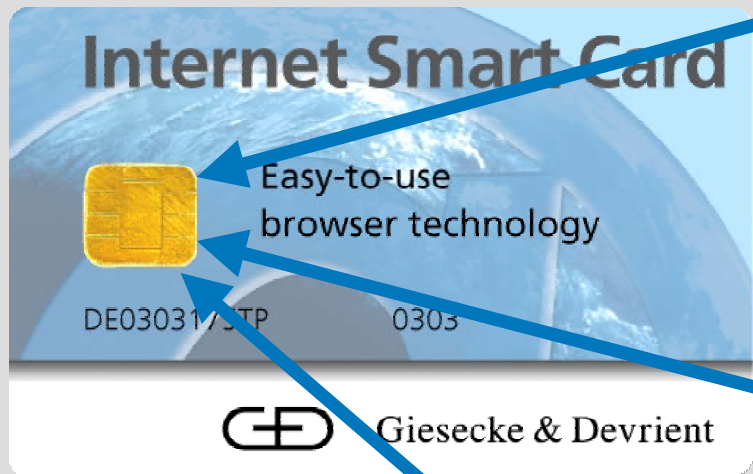 Internet Smart Card
Easy-to-use
browser technology
0303
Giesecke & Devrient